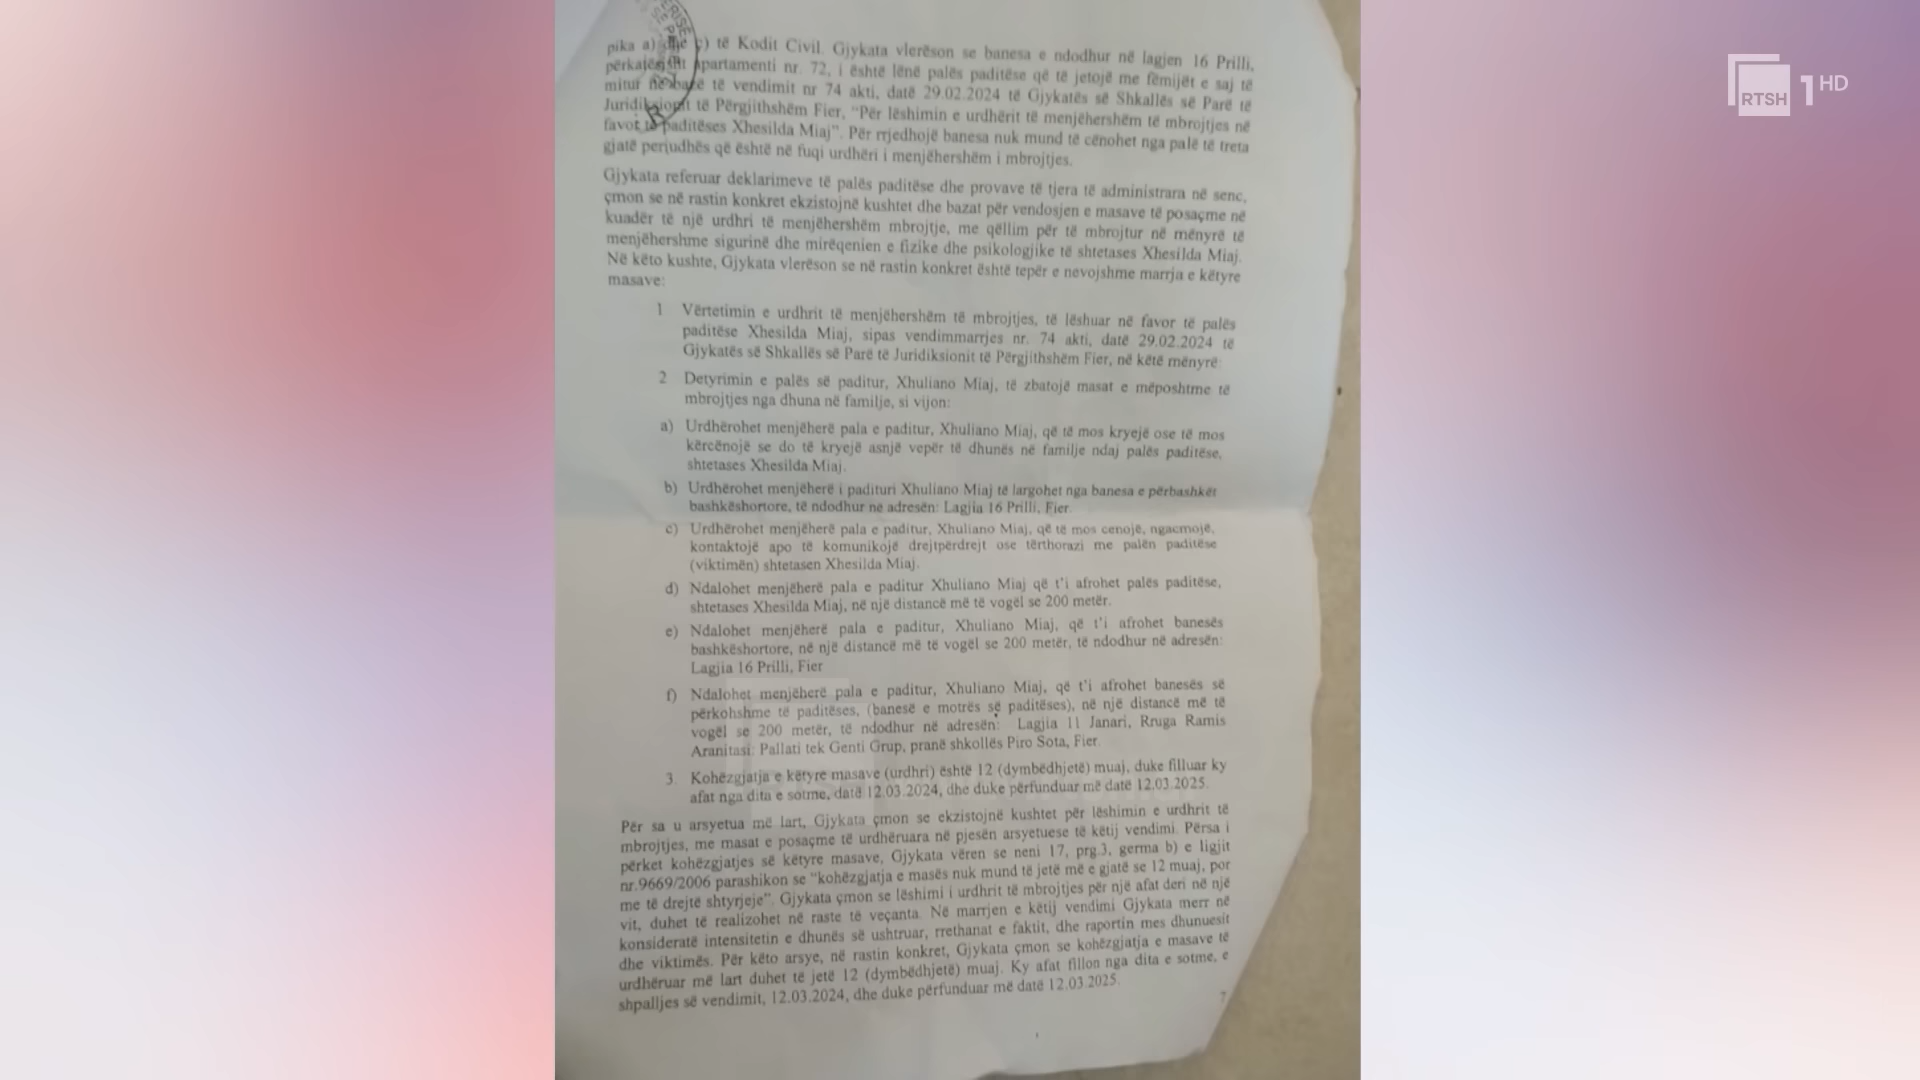 pika a) dhe ç) të Kodit Civil. Gjykata vlerëson se banesa e ndodhur në lagjen 16 Prilli,
përkatësisht apartamenti nr. 72, i është lënë palës paditëse që të jetojë me fëmijët e saj të
mitur në bazë të vendimit nr 74 akti, datë 29.02.2024 të Gjykatës së Shkallës së Parë të
Juridiksionit të Përgjithshëm Fier, “Për lëshimin e urdhërit të menjëhershëm të mbrojtjes në
favor të paditëses Xhesilda Miaj”. Për rrjedhojë banesa nuk mund të cënohet nga palë të treta
gjatë periudhës që është në fuqi urdhëri i menjëhershëm i mbrojtjes.
Gjykata referuar deklarimeve të palës paditëse dhe provave të tjera të administrara në senc,
çmon se në rastin konkret ekzistojnë kushtet dhe bazat për vendosjen e masave të posaçme në
kuadër të një urdhri të menjëhershëm mbrojtje, me qëllim për të mbrojtur në mënyrë të
menjëhershme sigurinë dhe mirëqenien e fizike dhe psikologjike të shtetases Xhesilda Miaj.
Në këto kushte, Gjykata vlerëson se në rastin konkret është tepër e nevojshme marrja e këtyre
masave:
1 Vërtetimin e urdhrit të menjëhershëm të mbrojtjes, të lëshuar në favor të palës
paditëse Xhesilda Miaj, sipas vendimmarrjes nr. 74 akti, datë 29.02.2024 të
Gjykatës së Shkallës së Parë të Juridiksionit të Përgjithshëm Fier, në këtë mënyrë:
2 Detyrimin e palës së paditur, Xhuliano Miaj, të zbatojë masat e mëposhtme të
mbrojtjes nga dhuna në familje, si vijon:
a) Urdhërohet menjëherë pala e paditur, Xhuliano Miaj, që të mos kryejë ose të mos
kërcënojë se do të kryejë asnjë vepër të dhunës në familje ndaj palës paditëse,
shtetases Xhesilda Miaj.
b) Urdhërohet menjëherë i padituri Xhuliano Miaj të largohet nga banesa e përbashkët
bashkëshortore, të ndodhur në adresën: Lagjia 16 Prilli, Fier.
c) Urdhërohet menjëherë pala e paditur, Xhuliano Miaj, që të mos cenojë, ngacmojë,
kontaktojë apo të komunikojë drejtpërdrejt ose tërthorazi me palën paditëse
(viktimën) shtetasen Xhesilda Miaj.
d) Ndalohet menjëherë pala e paditur Xhuliano Miaj që t’i afrohet palës paditëse,
shtetases Xhesilda Miaj, në një distancë më të vogël se 200 metër.
e) Ndalohet menjëherë pala e paditur, Xhuliano Miaj, që t’i afrohet banesës
bashkëshortore, në një distancë më të vogël se 200 metër, të ndodhur në adresën:
Lagjia 16 Prilli, Fier
f) Ndalohet menjëherë pala e paditur, Xhuliano Miaj, që t’i afrohet banesës së
përkohshme të paditëses, (banesë e motrës së paditëses), në një distancë më të
vogël se 200 metër, të ndodhur në adresën: Lagjia 11 Janari, Rruga Ramis
Aranitasi: Pallati tek Genti Grup, pranë shkollës Piro Sota, Fier.
3. Kohëzgjatja e këtyre masave (urdhri) është 12 (dymbëdhjetë) muaj, duke filluar ky
afat nga dita e sotme, datë 12.03.2024, dhe duke përfunduar më datë 12.03.2025.
Për sa u arsyetua më lart, Gjykata çmon se ekzistojnë kushtet për lëshimin e urdhrit të
mbrojtjes, me masat e posaçme të urdhëruara në pjesën arsyetuese të këtij vendimi. Përsa i
përket kohëzgjatjes së këtyre masave, Gjykata vëren se neni 17, prg.3, germa b) e ligjit
nr.9669/2006 parashikon se “kohëzgjatja e masës nuk mund të jetë më e gjatë se 12 muaj, por
me të drejtë shtyrjeje”. Gjykata çmon se lëshimi i urdhrit të mbrojtjes për një afat deri në një
vit, duhet të realizohet në raste të veçanta. Në marrjen e këtij vendimi Gjykata merr në
konsideratë intensitetin e dhunës së ushtruar, rrethanat e faktit, dhe raportin mes dhunuesit
dhe viktimës. Për këto arsye, në rastin konkret, Gjykata çmon se kohëzgjatja e masave të
urdhëruar më lart duhet të jetë 12 (dymbëdhjetë) muaj. Ky afat fillon nga dita e sotme, e
shpalljes së vendimit, 12.03.2024, dhe duke përfunduar më datë 12.03.2025.
7
RTSH 1 HD